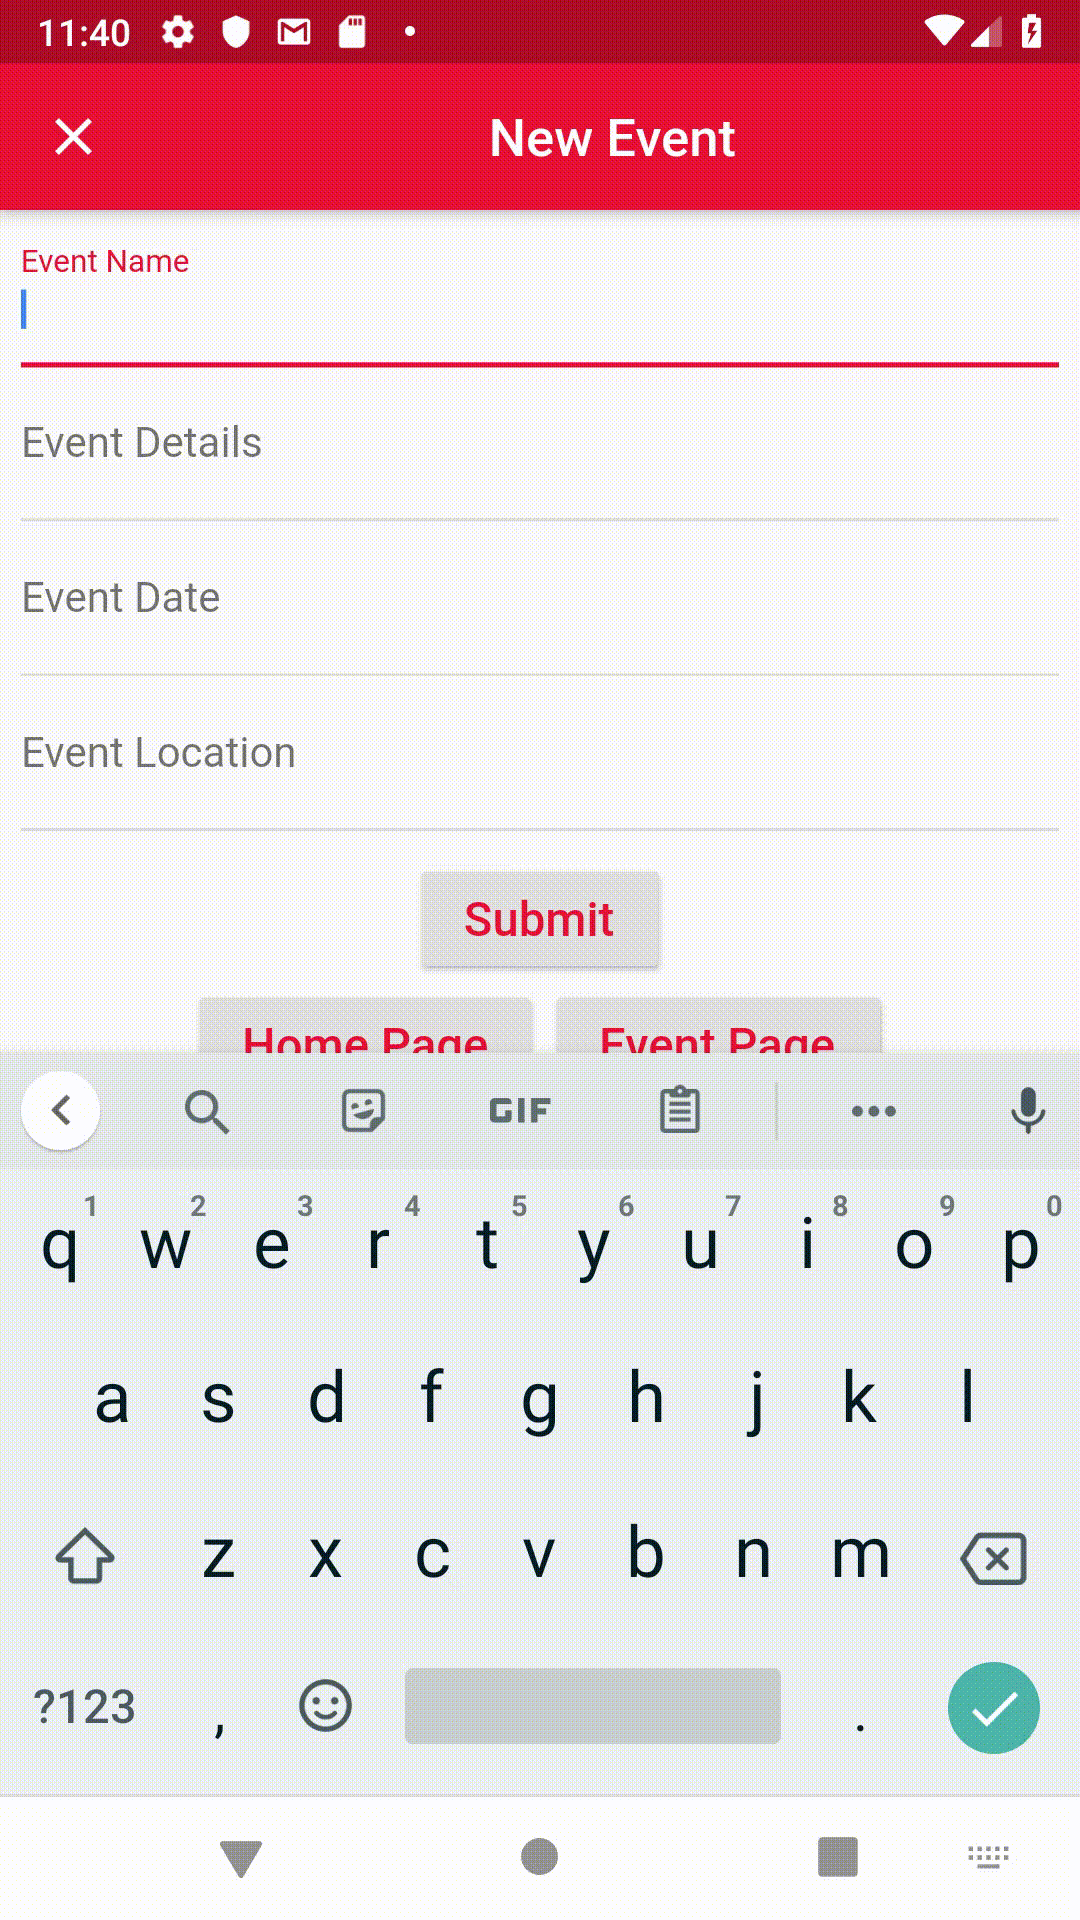 11:40
New Event
Event Name
Event Details
Event Date
Event Location
Submit
Home Page Event Page
GIF
1 2 3 4 5 6 7 8 9 0
q w e r t y u i o p
a s d f g h j k l
z x c v b n m
?123 , .